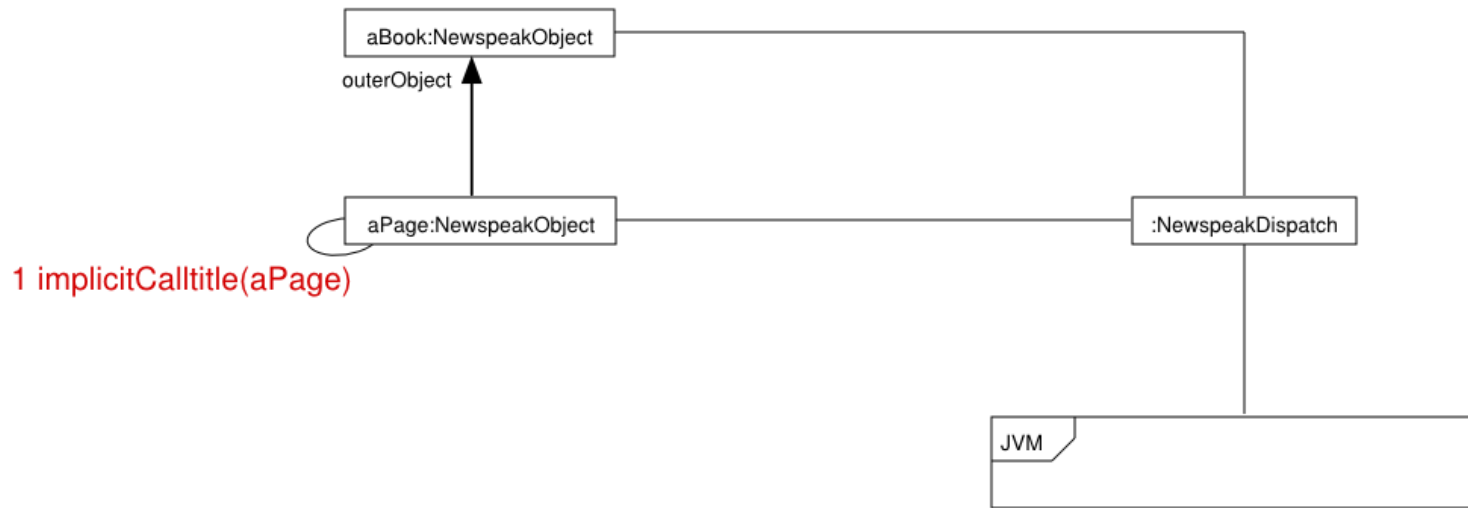 aBook:NewspeakObject
outerObject
aPage:NewspeakObject
:NewspeakDispatch
1 implicitCalltitle(aPage)
JVM